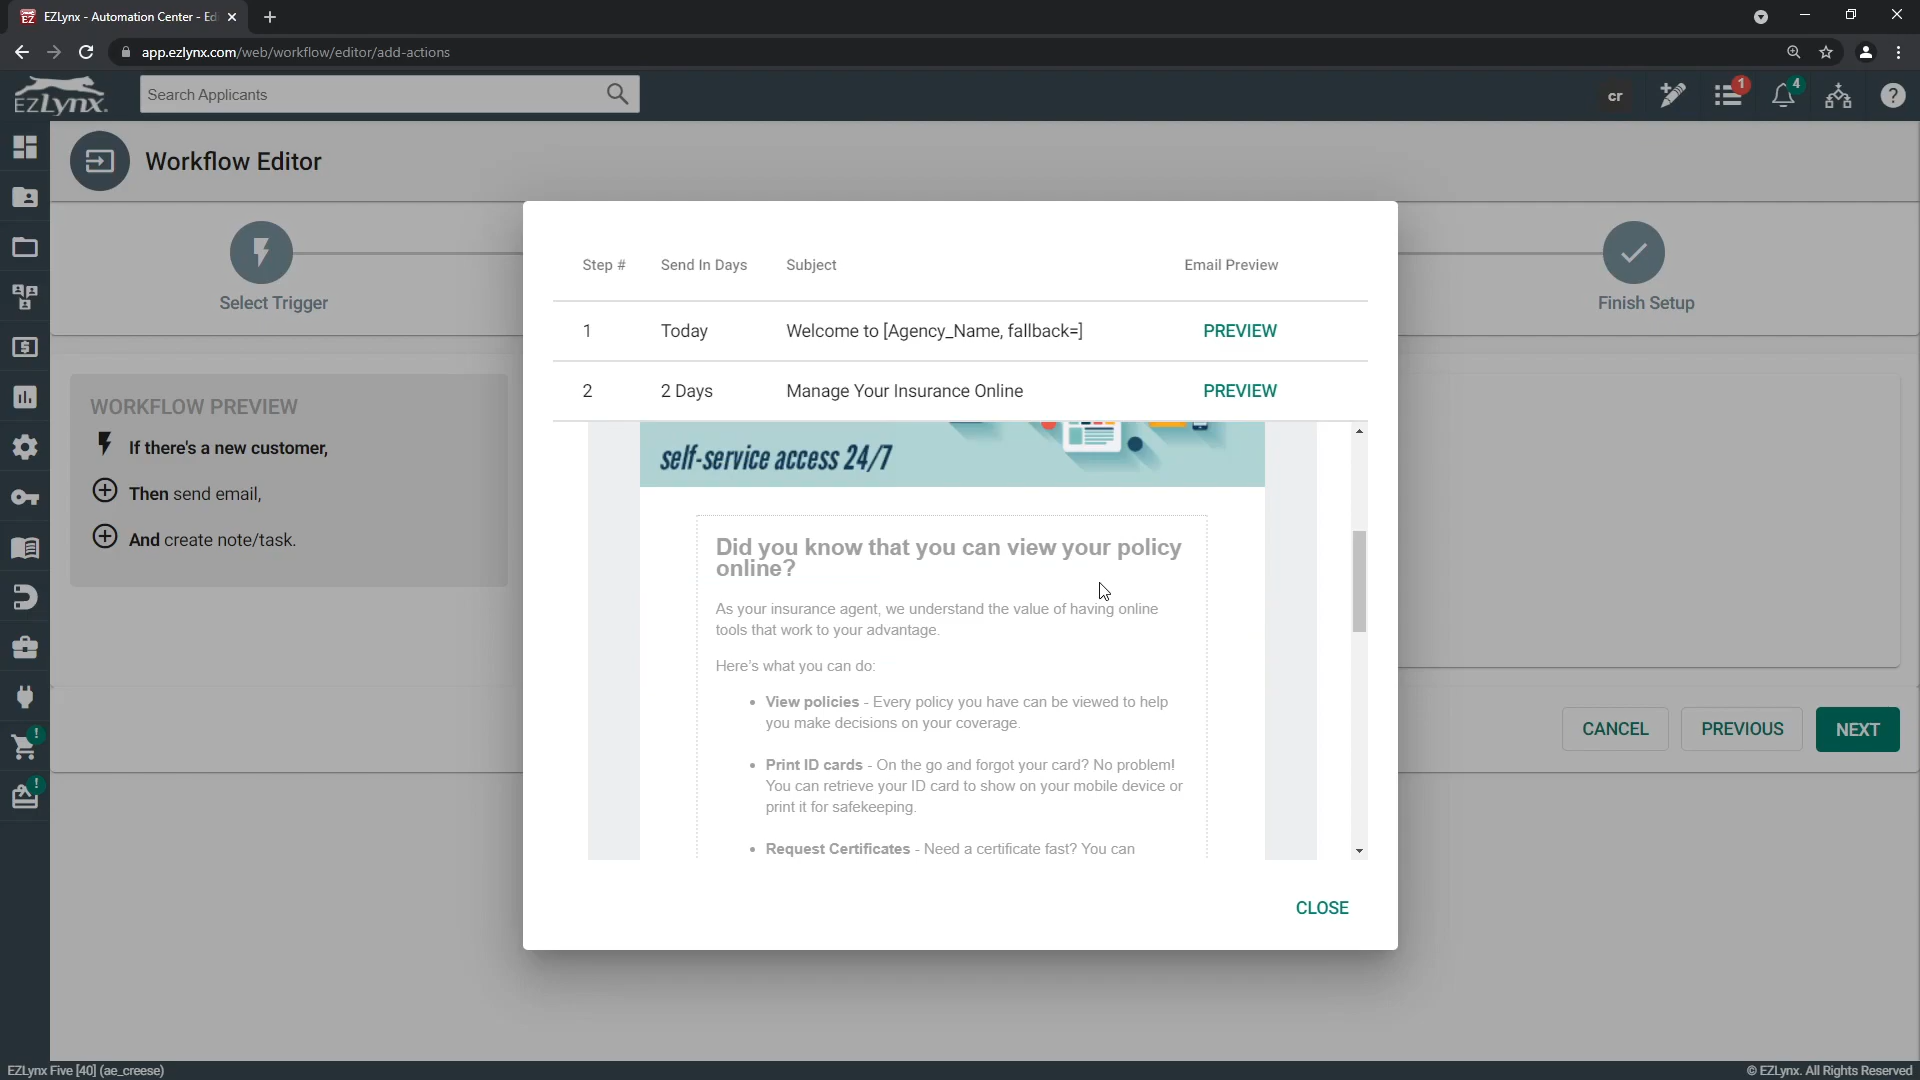 EZLynx - Automation Center - Ed
app.ezlynx.com/web/workflow/editor/add-actions
EZLynx.
Search Applicants
cr
1
4
Workflow Editor
Select Trigger
Finish Setup
WORKFLOW PREVIEW
If there's a new customer,
Then send email,
And create note/task.
Step # Send In Days Subject Email Preview
1 Today Welcome to [Agency_Name, fallback=] PREVIEW
2 2 Days Manage Your Insurance Online PREVIEW
self-service access 24/7
Did you know that you can view your policy
online?
As your insurance agent, we understand the value of having online
tools that work to your advantage.
Here's what you can do:
• View policies - Every policy you have can be viewed to help
you make decisions on your coverage.
• Print ID cards - On the go and forgot your card? No problem!
You can retrieve your ID card to show on your mobile device or
print it for safekeeping.
• Request Certificates - Need a certificate fast? You can
CLOSE
CANCEL PREVIOUS NEXT
EZLynx Five [40] (ae_creese)
© EZLynx. All Rights Reserved